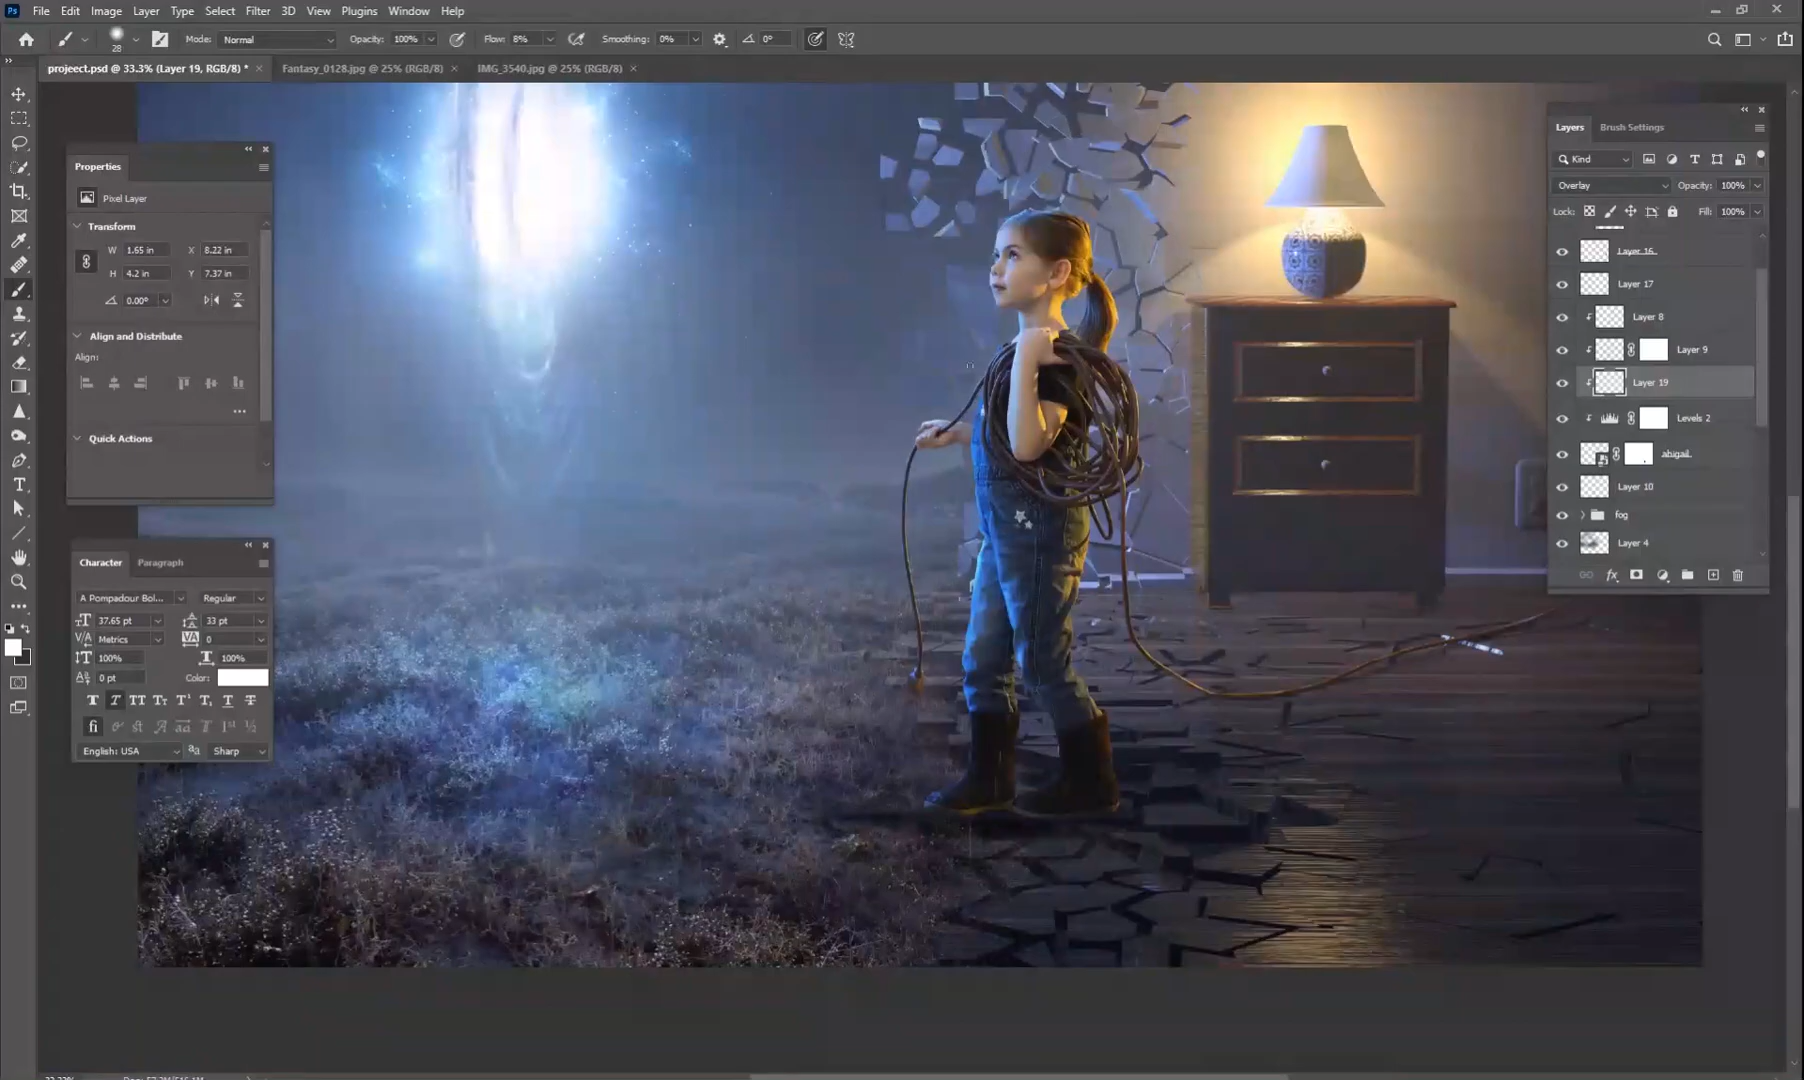 Ps File Edit Image Layer Type Select Filter 3D View Plugins Window Help
28 Mode: Normal Opacity: 100% Flow: 8% Smoothing: 0% 0°
projeect.psd @ 33.3% (Layer 19, RGB/8) * Fantasy_0128.jpg @ 25% (RGB/8) IMG_3540.jpg @ 25% (RGB/8)
Properties
Pixel Layer
Transform
W 1.65 in X 8.22 in
H 4.2 in Y 7.37 in
0.00°
Align and Distribute
Align:
Quick Actions
Character Paragraph
A Pompadour Bol... Regular
37.65 pt 33 pt
Metrics 0
100% 100%
0 pt Color:
English: USA Sharp
Layers Brush Settings
Kind
Overlay Opacity: 100%
Lock: Fill: 100%
Layer 16
Layer 17
Layer 8
Layer 9
Layer 19
Levels 2
abigail
Layer 10
fog
Layer 4